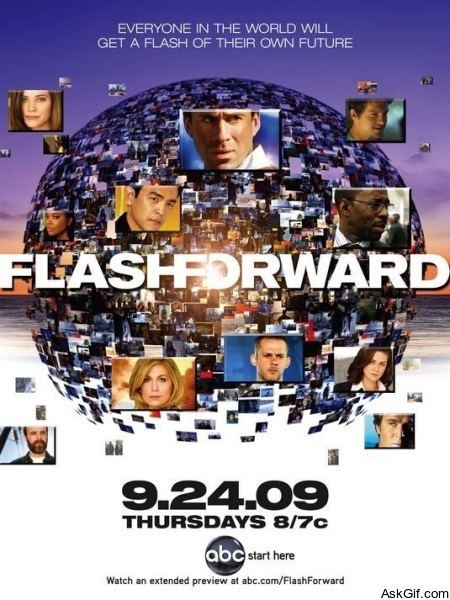 EVERYONE IN THE WORLD WILL
GET A FLASH OF THEIR OWN FUTURE
FLASHFORWARD
9.24.09
THURSDAYS 8/7c
abc start here
Watch an extended preview at abc.com/FlashForward
AskGif.com